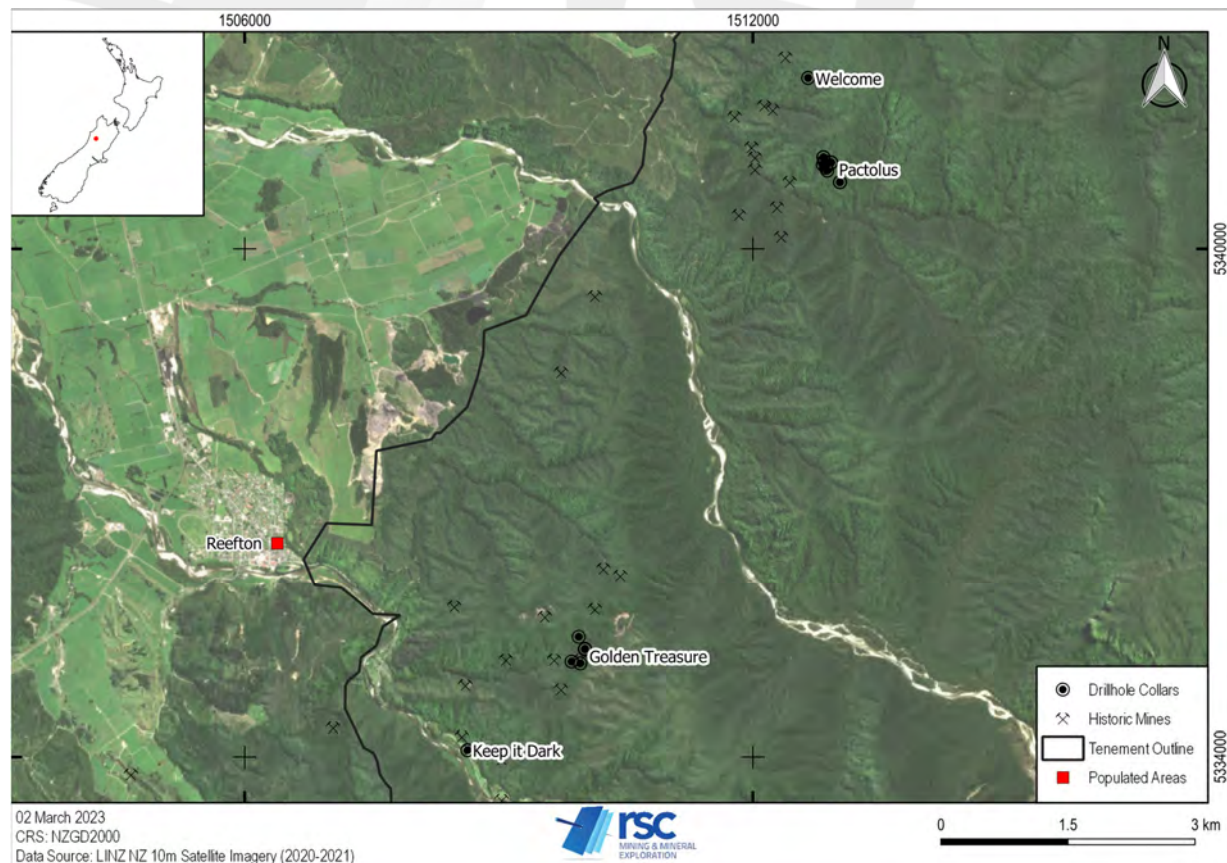 1506000
1512000
N
Welcome
Pactolus
5340000
Reefton
Golden Treasure
Keep it Dark
5334000
Drillhole Collars
Historic Mines
Tenement Outline
Populated Areas
02 March 2023
CRS: NZGD2000
Data Source: LINZ NZ 10m Satellite Imagery (2020-2021)
rsc
MINING & MINERAL
EXPLORATION
0 1.5 3 km